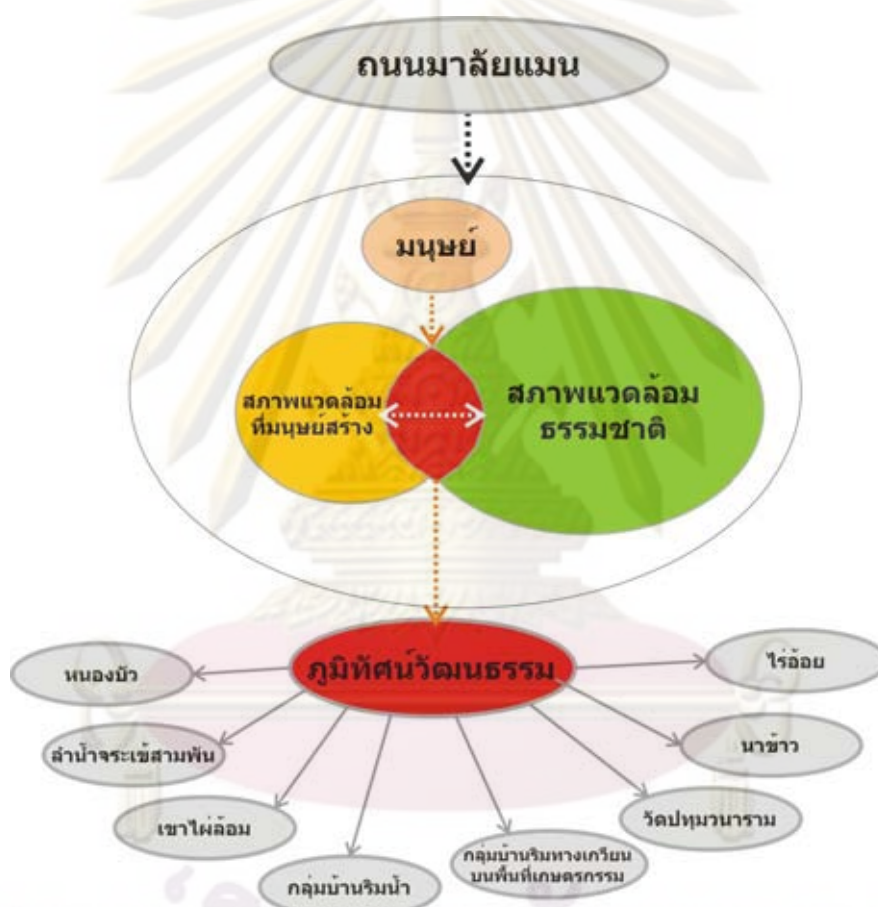 ถนนมาลัยแมน
มนุษย์
สภาพแวดล้อม
ที่มนุษย์สร้าง
สภาพแวดล้อม
ธรรมชาติ
ภูมิทัศน์วัฒนธรรม
หนองบัว
ไร่อ้อย
ลำน้ำจระเข้สามพัน
นาข้าว
เขาไผ่ล้อม
วัดปทุมวนาราม
กลุ่มบ้านริมน้ำ
กลุ่มบ้านริมทางเกวียน
บนพื้นที่เกษตรกรรม